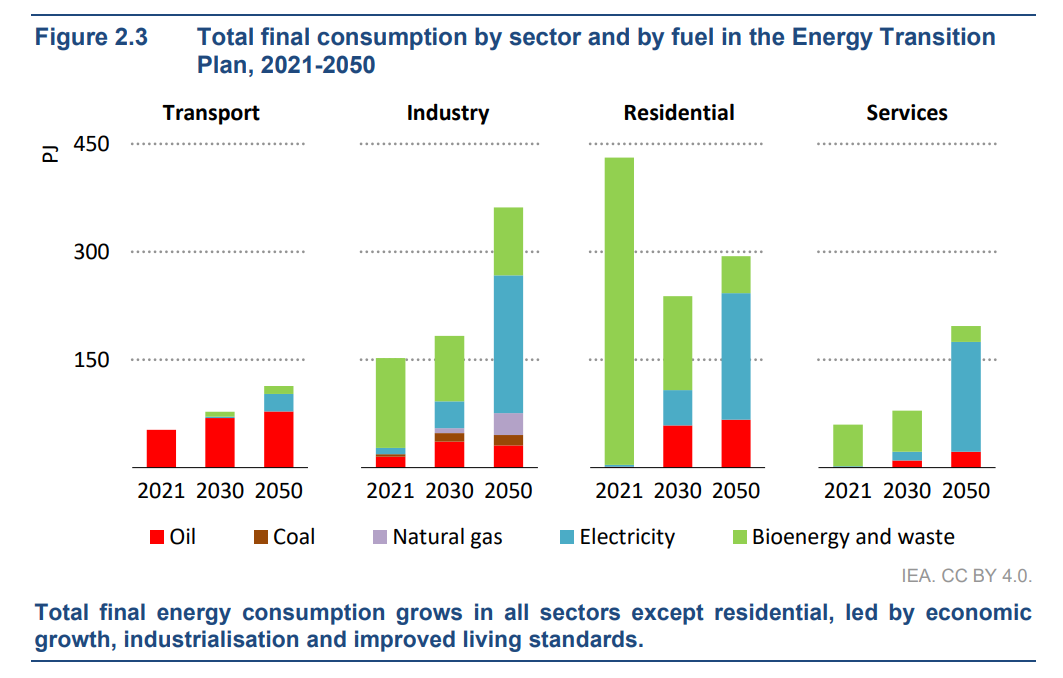 Figure 2.3 Total final consumption by sector and by fuel in the Energy Transition
Plan, 2021-2050
Transport Industry Residential Services
PJ
450
300
150
2021 2030 2050 2021 2030 2050 2021 2030 2050 2021 2030 2050
Oil Coal Natural gas Electricity Bioenergy and waste
IEA. CC BY 4.0.
Total final energy consumption grows in all sectors except residential, led by economic
growth, industrialisation and improved living standards.